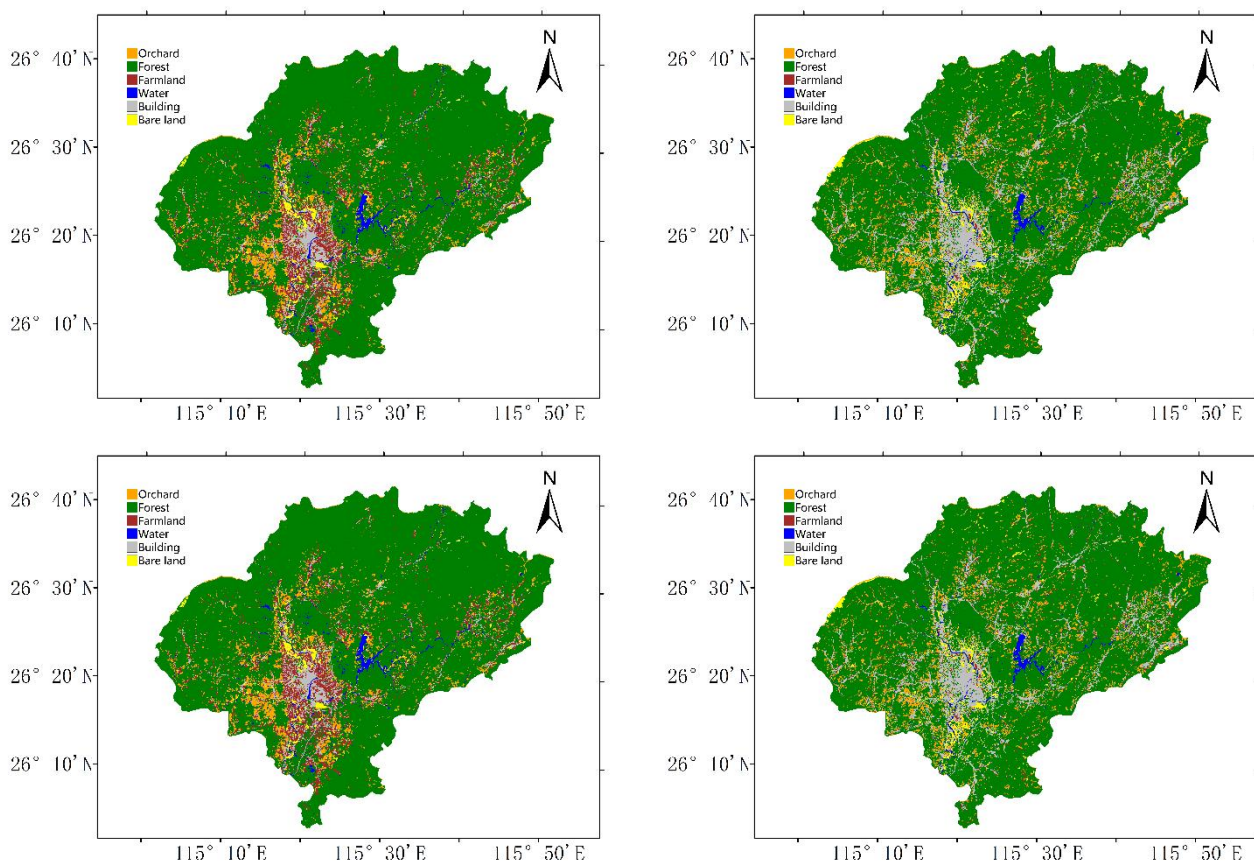 N
Orchard
Forest
Farmland
Water
Building
Bare land
26° 40′N
26° 30′N
26° 20′N
26° 10′N
115° 10′E 115° 30′E 115° 50′E
N
Orchard
Forest
Farmland
Water
Building
Bare land
26° 40′N
26° 30′N
26° 20′N
26° 10′N
115° 10′E 115° 30′E 115° 50′E
N
Orchard
Forest
Farmland
Water
Building
Bare land
26° 40′N
26° 30′N
26° 20′N
26° 10′N
115° 10′E 115° 30′E 115° 50′E
N
Orchard
Forest
Farmland
Water
Building
Bare land
26° 40′N
26° 30′N
26° 20′N
26° 10′N
115° 10′E 115° 30′E 115° 50′E